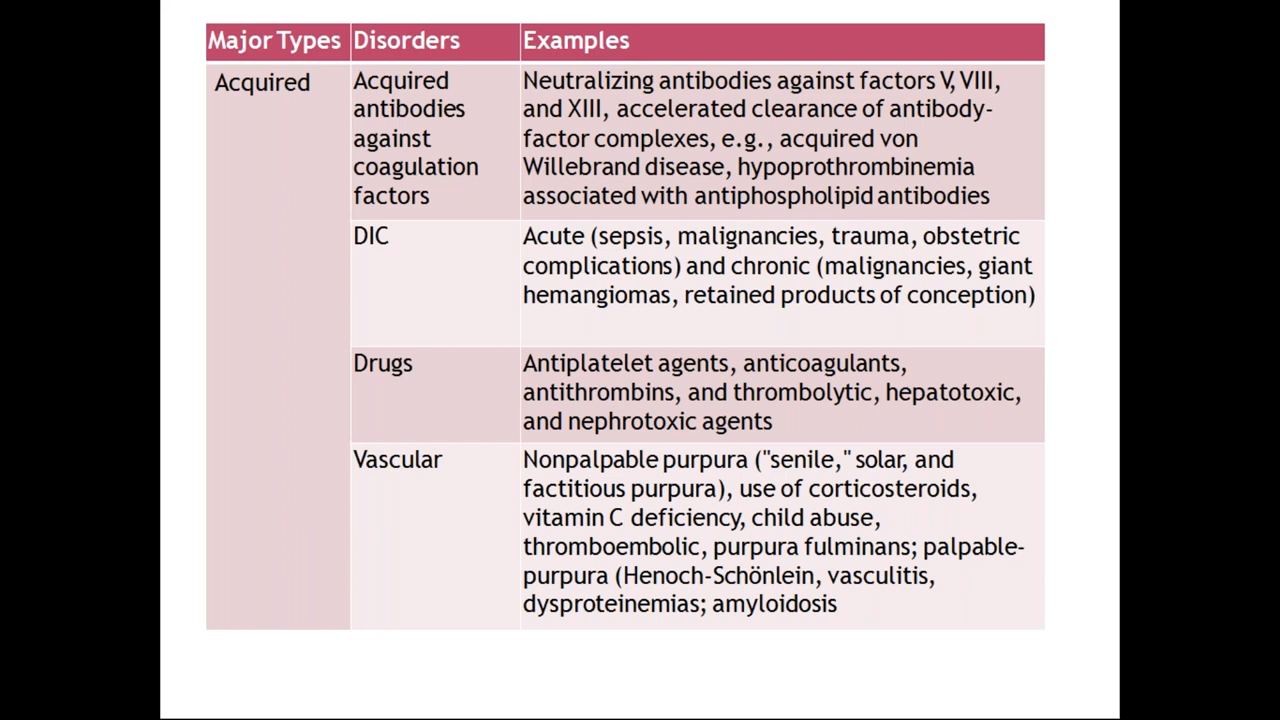 Major Types Disorders Examples
Acquired
Acquired
antibodies
against
coagulation
factors
Neutralizing antibodies against factors V, VIII,
and XIII, accelerated clearance of antibody-
factor complexes, e.g., acquired von
Willebrand disease, hypoprothrombinemia
associated with antiphospholipid antibodies
DIC
Acute (sepsis, malignancies, trauma, obstetric
complications) and chronic (malignancies, giant
hemangiomas, retained products of conception)
Drugs
Antiplatelet agents, anticoagulants,
antithrombins, and thrombolytic, hepatotoxic,
and nephrotoxic agents
Vascular
Nonpalpable purpura ("senile," solar, and
factitious purpura), use of corticosteroids,
vitamin C deficiency, child abuse,
thromboembolic, purpura fulminans; palpable-
purpura (Henoch-Schönlein, vasculitis,
dysproteinemias; amyloidosis